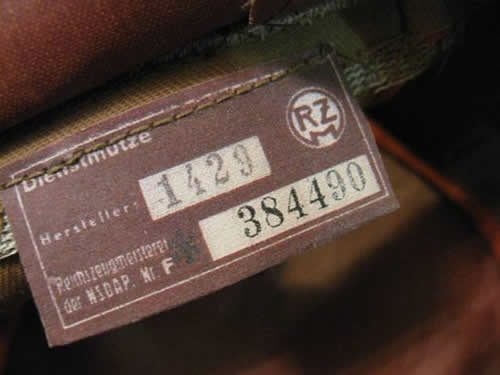 Dienstmütze
RZM
Hersteller: 1429
Reichszeugmeisterei
der NSDAP. Nr. F 384490